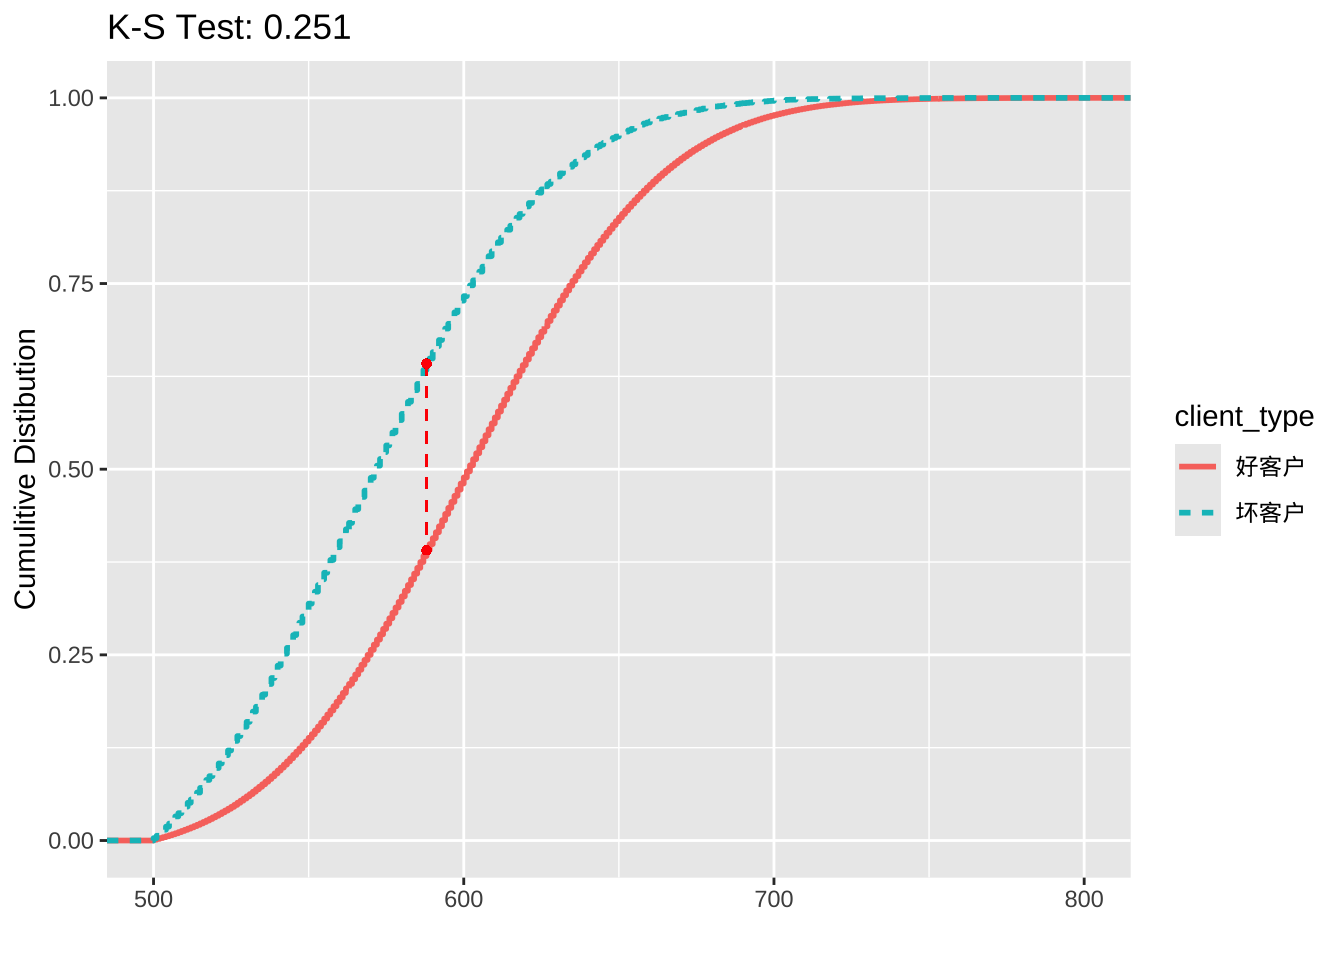 K-S Test: 0.251
Cumulitive Distibution
1.00
0.75
0.50
0.25
0.00
500 600 700 800
client_type
好客户
坏客户